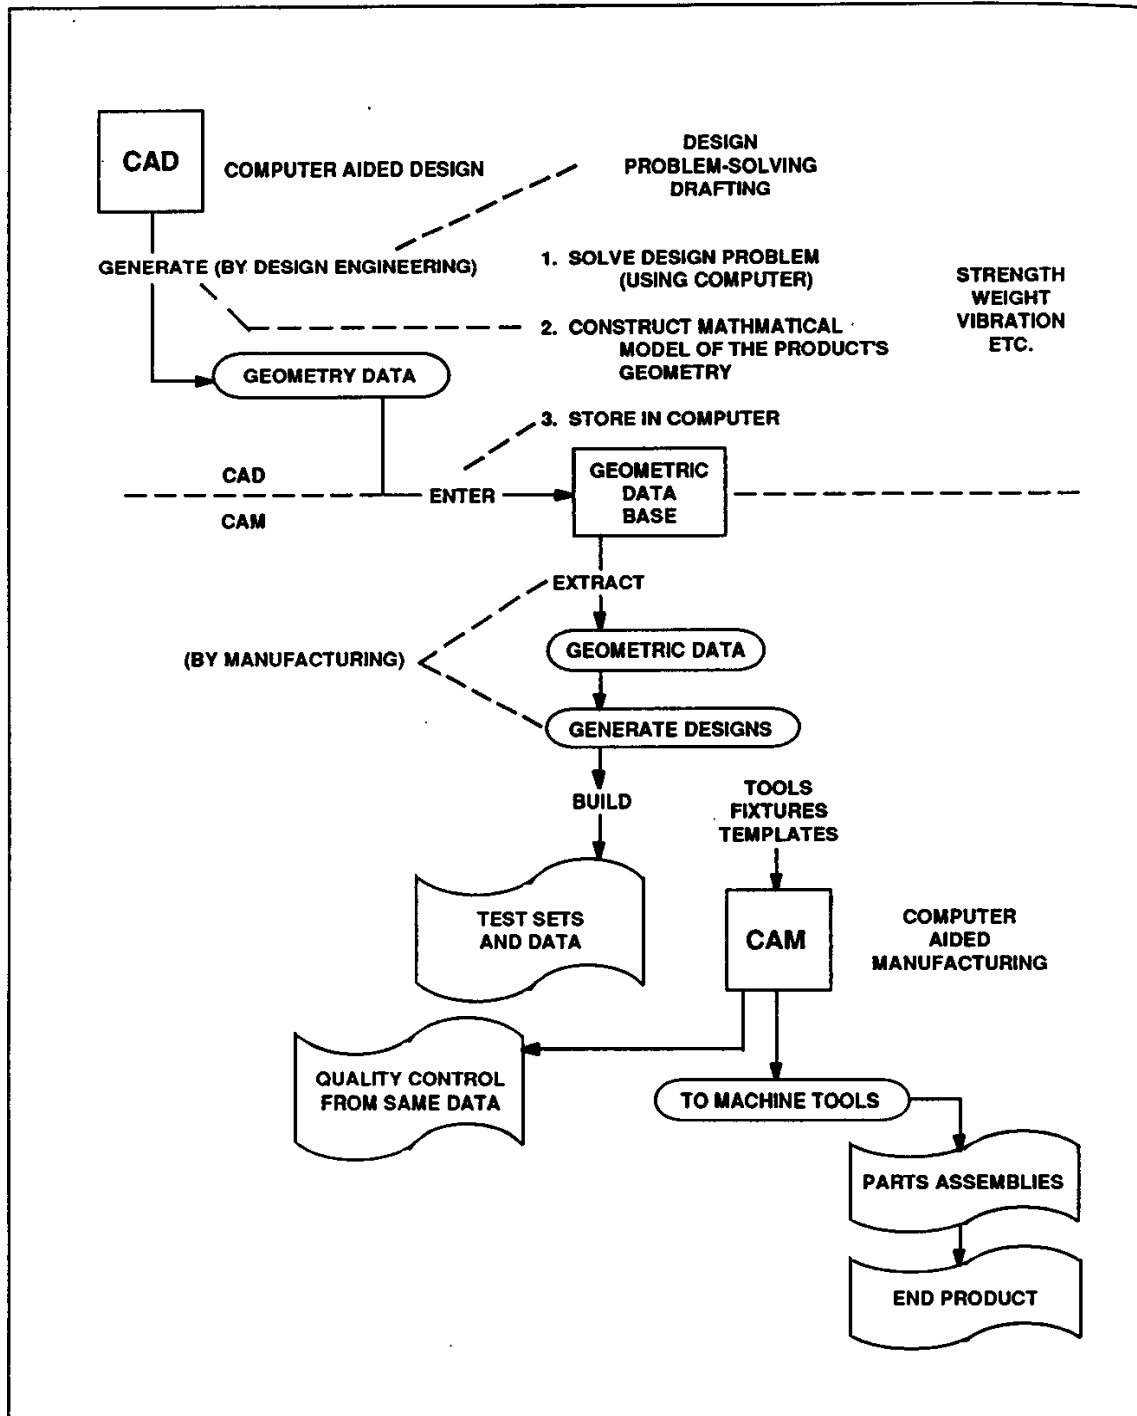 CAD
COMPUTER AIDED DESIGN
DESIGN
PROBLEM-SOLVING
DRAFTING
GENERATE (BY DESIGN ENGINEERING)
1. SOLVE DESIGN PROBLEM
(USING COMPUTER)
2. CONSTRUCT MATHMATICAL
MODEL OF THE PRODUCT'S
GEOMETRY
STRENGTH
WEIGHT
VIBRATION
ETC.
GEOMETRY DATA
3. STORE IN COMPUTER
CAD
CAM
ENTER
GEOMETRIC
DATA
BASE
EXTRACT
(BY MANUFACTURING)
GEOMETRIC DATA
GENERATE DESIGNS
BUILD
TOOLS
FIXTURES
TEMPLATES
TEST SETS
AND DATA
CAM
COMPUTER
AIDED
MANUFACTURING
QUALITY CONTROL
FROM SAME DATA
TO MACHINE TOOLS
PARTS ASSEMBLIES
END PRODUCT